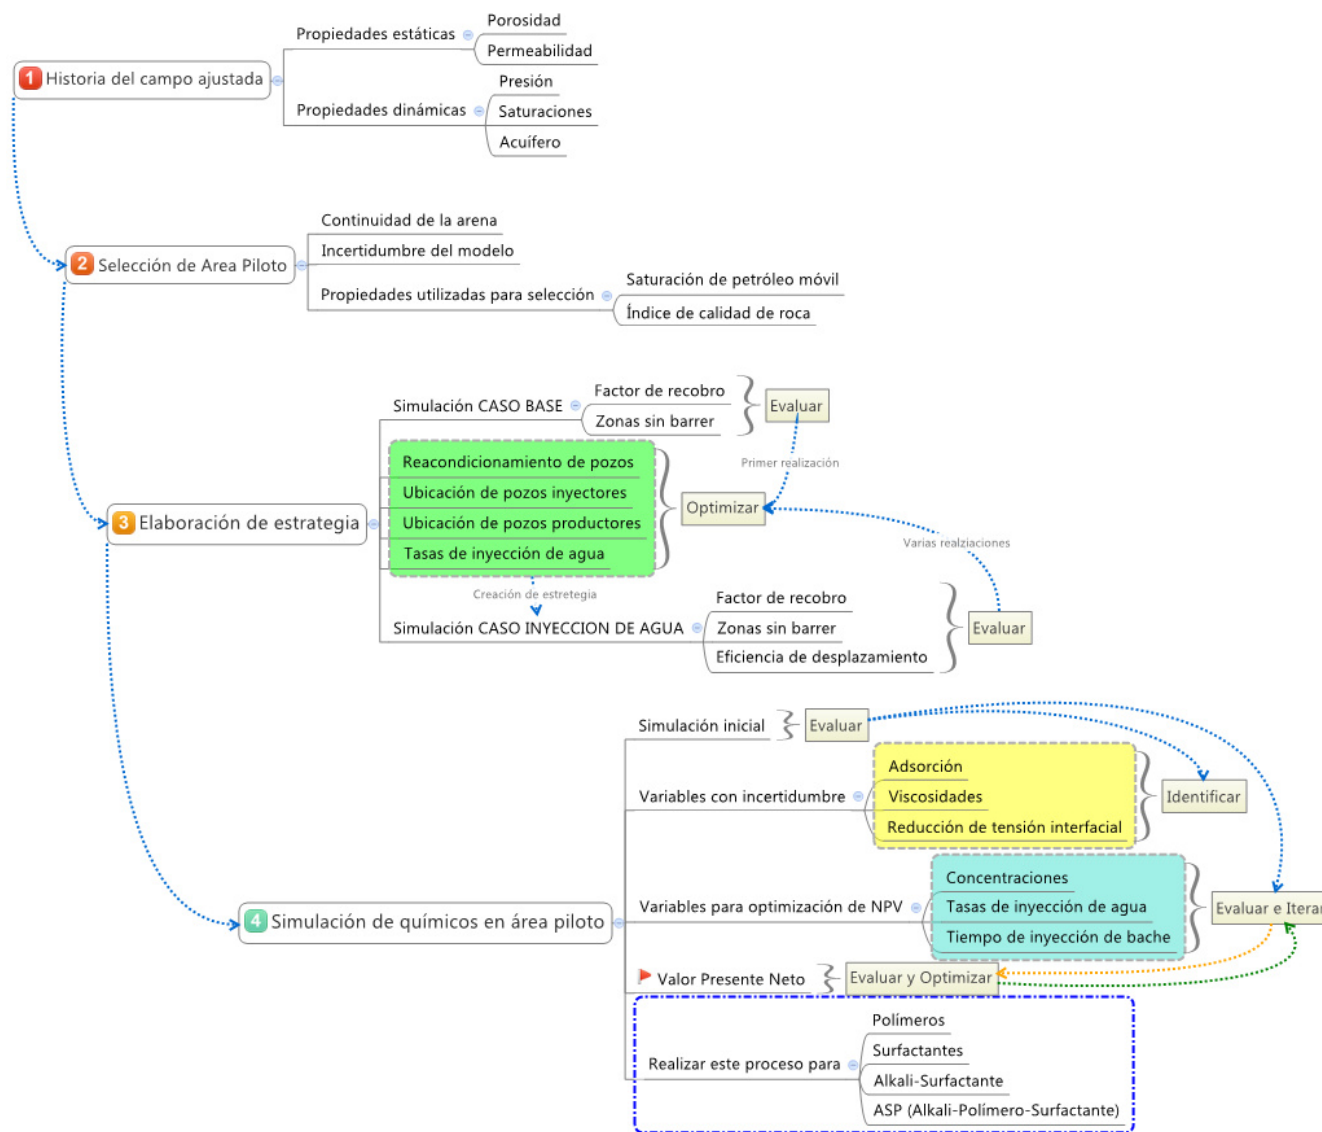 Porosidad
Propiedades estáticas
Permeabilidad
1 Historia del campo ajustada
Presión
Propiedades dinámicas
Saturaciones
Acuífero
Continuidad de la arena
Incertidumbre del modelo
2 Selección de Area Piloto
Saturación de petróleo móvil
Propiedades utilizadas para selección
Índice de calidad de roca
Factor de recobro
Simulación CASO BASE
Evaluar
Zonas sin barrer
Reacondicionamiento de pozos
Primer realización
Ubicación de pozos inyectores
Optimizar
3 Elaboración de estrategia
Ubicación de pozos productores
Varias realziaciones
Tasas de inyección de agua
Creación de estretegia
Factor de recobro
Simulación CASO INYECCION DE AGUA
Zonas sin barrer
Evaluar
Eficiencia de desplazamiento
Simulación inicial
Evaluar
Adsorción
Variables con incertidumbre
Viscosidades
Identificar
Reducción de tensión interfacial
Concentraciones
Variables para optimización de NPV
Tasas de inyección de agua
Evaluar e Iterar
4 Simulación de químicos en área piloto
Tiempo de inyección de bache
Valor Presente Neto
Evaluar y Optimizar
Polímeros
Surfactantes
Realizar este proceso para
Alkali-Surfactante
ASP (Alkali-Polímero-Surfactante)